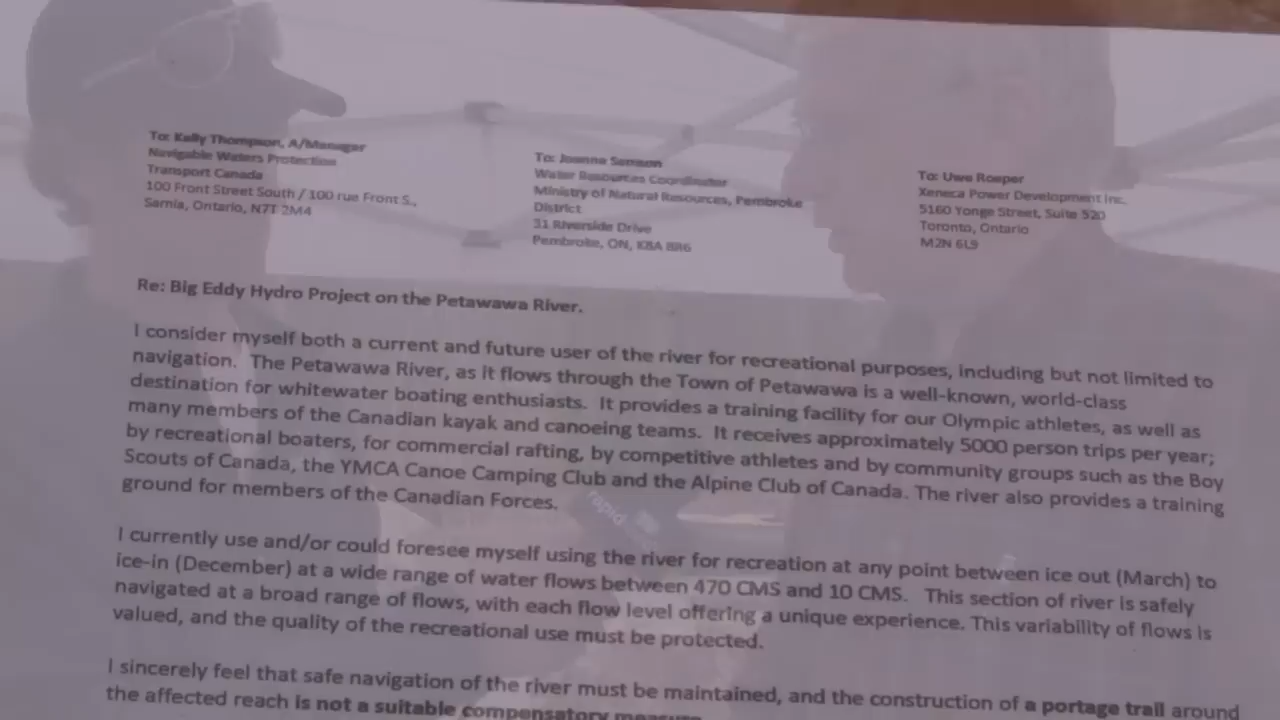 To: Kelly Thompson, A/Manager
Navigable Waters Protection
Transport Canada
100 Front Street South / 100 rue Front S.,
Sarnia, Ontario, N7T 2M4
To: Joanna Samson
Water Resources Coordinator
Ministry of Natural Resources, Pembroke
District
31 Riverside Drive
Pembroke, ON, K8A 8R6
To: Uwe Roeper
Xeneca Power Development Inc.
5160 Yonge Street, Suite 520
Toronto, Ontario
M2N 6L9
Re: Big Eddy Hydro Project on the Petawawa River.
I consider myself both a current and future user of the river for recreational purposes, including but not limited to
navigation. The Petawawa River, as it flows through the Town of Petawawa is a well-known, world-class
destination for whitewater boating enthusiasts. It provides a training facility for our Olympic athletes, as well as
many members of the Canadian kayak and canoeing teams. It receives approximately 5000 person trips per year;
by recreational boaters, for commercial rafting, by competitive athletes and by community groups such as the Boy
Scouts of Canada, the YMCA Canoe Camping Club and the Alpine Club of Canada. The river also provides a training
ground for members of the Canadian Forces.
rapid
I currently use and/or could foresee myself using the river for recreation at any point between ice out (March) to
ice-in (December) at a wide range of water flows between 470 CMS and 10 CMS. This section of river is safely
navigated at a broad range of flows, with each flow level offering a unique experience. This variability of flows is
valued, and the quality of the recreational use must be protected.
I sincerely feel that safe navigation of the river must be maintained, and the construction of a portage trail around
the affected reach is not a suitable compensatory measure